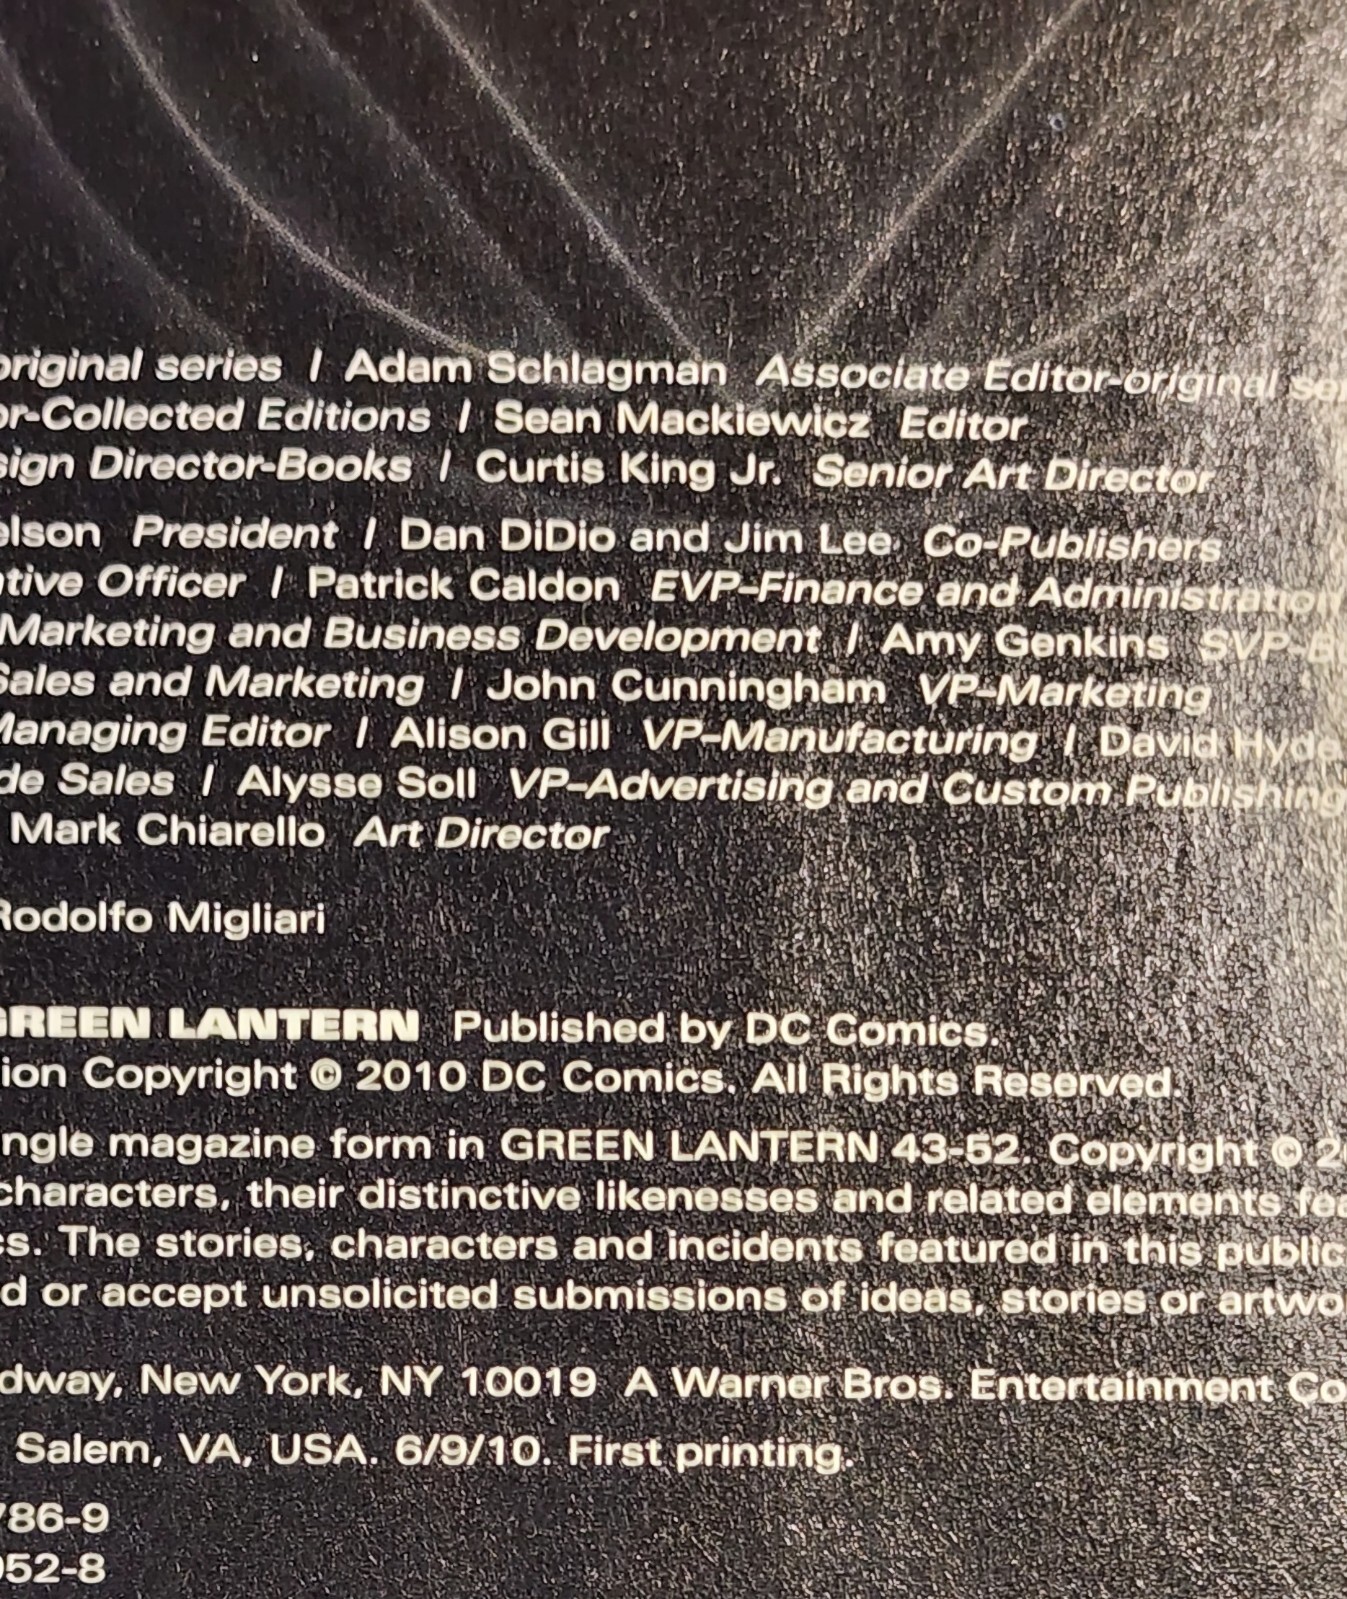 original series / Adam Schlagman Associate Editor-original
or-Collected Editions / Sean Mackiewicz Editor
sign Director-Books / Curtis King Jr. Senior Art Director
elson President / Dan DiDio and Jim Lee Co-Publishers
ative Officer / Patrick Caldon EVP-Finance and Administration
Marketing and Business Development / Amy Genkins SVP-B
Sales and Marketing / John Cunningham VP-Marketing
Managing Editor / Alison Gill VP-Manufacturing / David Hyde
de Sales / Alysse Soll VP-Advertising and Custom Publishing
Mark Chiarello Art Director
Rodolfo Migliari
GREEN LANTERN Published by DC Comics.
ion Copyright © 2010 DC Comics. All Rights Reserved.
ngle magazine form in GREEN LANTERN 43-52. Copyright © 2
characters, their distinctive likenesses and related elements fea
cs. The stories, characters and incidents featured in this public
d or accept unsolicited submissions of ideas, stories or artwo
dway, New York, NY 10019 A Warner Bros. Entertainment Co
Salem, VA, USA. 6/9/10. First printing.
786-9
952-8